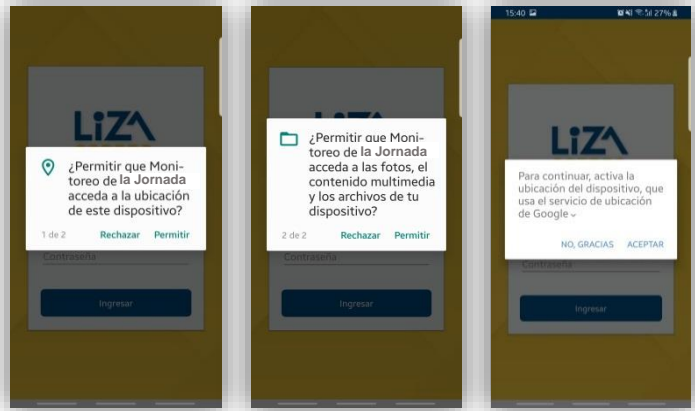 LiZA
¿Permitir que Moni-
toreo de la Jornada
acceda a la ubicación
de este dispositivo?
1 de 2 Rechazar Permitir
Contraseña
Ingresar
LiZA
¿Permitir que Moni-
toreo de la Jornada
acceda a las fotos, el
contenido multimedia
y los archivos de tu
dispositivo?
2 de 2 Rechazar Permitir
Contraseña
Ingresar
15:40 27%
LiZA
Para continuar, activa la
ubicación del dispositivo, que
usa el servicio de ubicación
de Google
NO, GRACIAS ACEPTAR
Contraseña
Ingresar